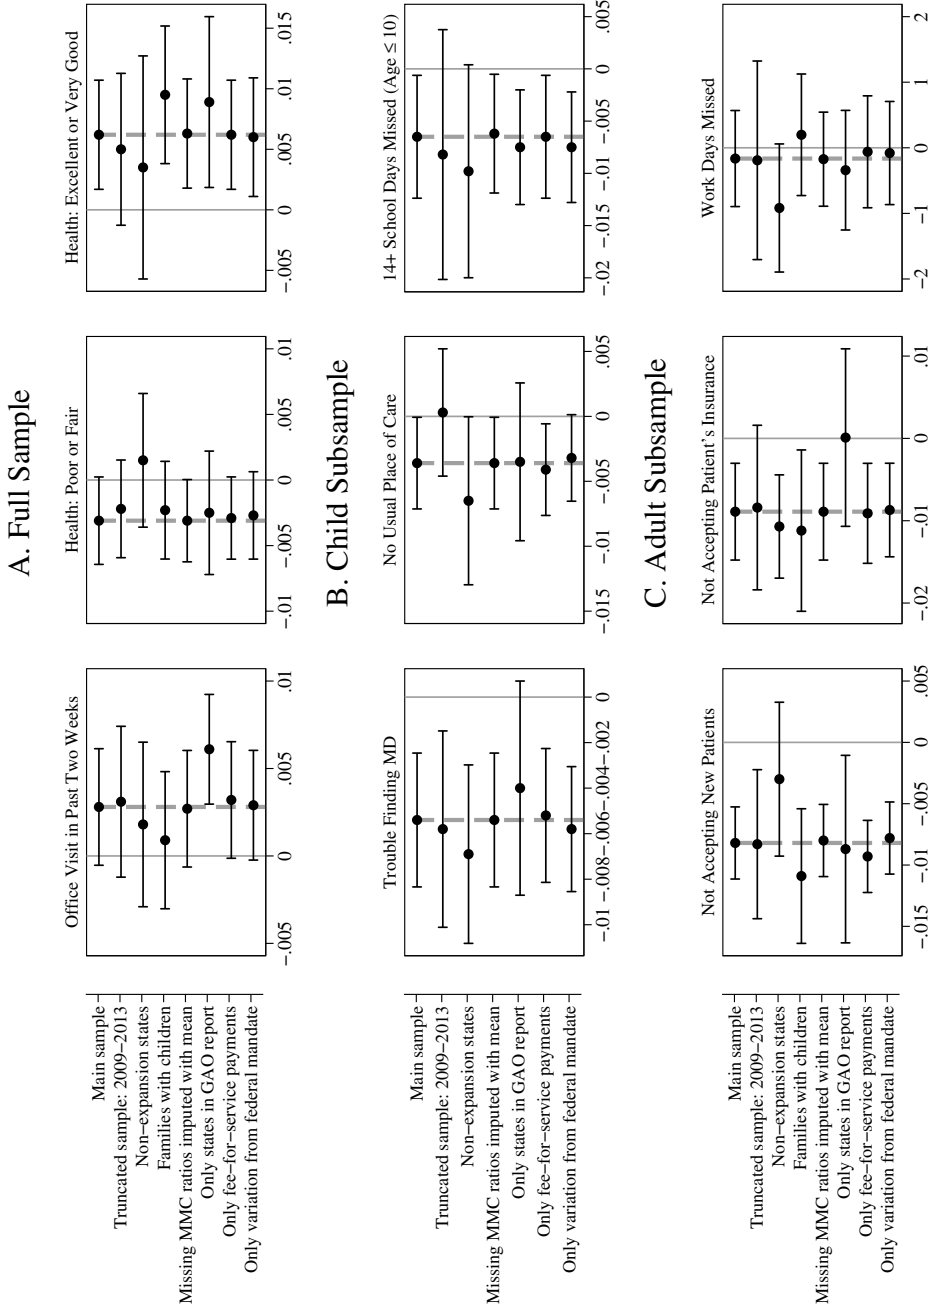 A. Full Sample
Office Visit in Past Two Weeks
Health: Poor or Fair
Health: Excellent or Very Good
Main sample
Truncated sample: 2009−2013
Non−expansion states
Families with children
Missing MMC ratios imputed with mean
Only states in GAO report
Only fee−for−service payments
Only variation from federal mandate
−.005 0 .005 .01
−.01 −.005 0 .005 .01
−.005 0 .005 .01 .015
B. Child Subsample
Trouble Finding MD
No Usual Place of Care
14+ School Days Missed (Age ≤ 10)
Main sample
Truncated sample: 2009−2013
Non−expansion states
Missing MMC ratios imputed with mean
Only states in GAO report
Only fee−for−service payments
Only variation from federal mandate
−.01 −.008 −.006 −.004 −.002 0
−.015 −.01 −.005 0 .005
−.02 −.015 −.01 −.005 0 .005
C. Adult Subsample
Not Accepting New Patients
Not Accepting Patient's Insurance
Work Days Missed
Main sample
Truncated sample: 2009−2013
Non−expansion states
Families with children
Missing MMC ratios imputed with mean
Only states in GAO report
Only fee−for−service payments
Only variation from federal mandate
−.015 −.01 −.005 0 .005
−.02 −.01 0 .01
−2 −1 0 1 2